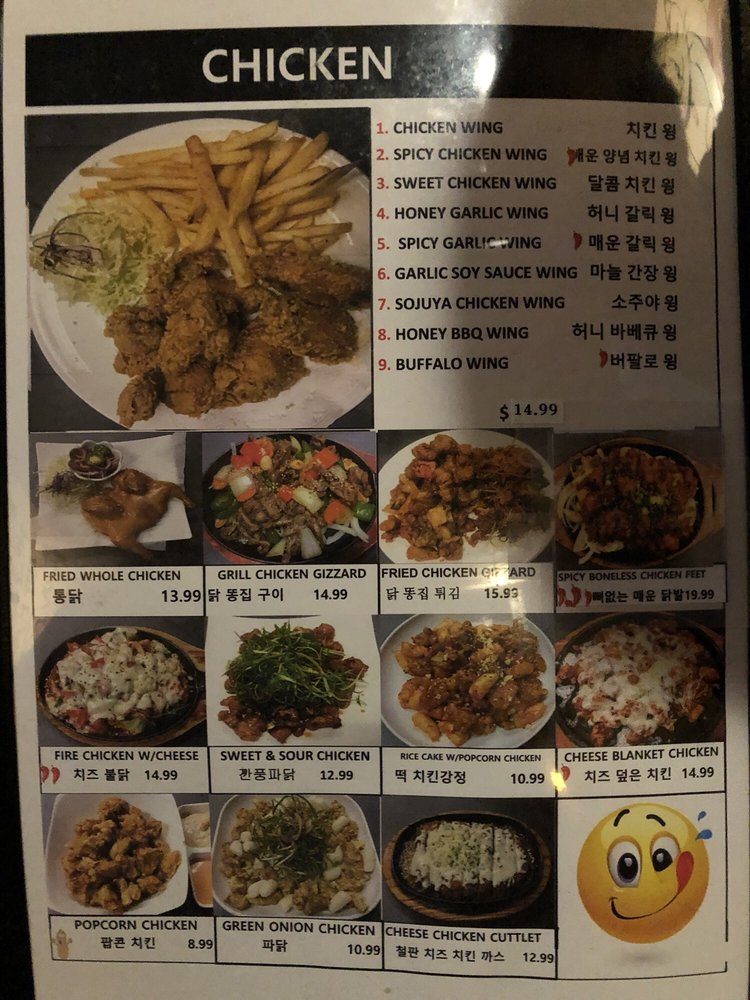 CHICKEN
1. CHICKEN WING 치킨 윙
2. SPICY CHICKEN WING 매운 양념 치킨 윙
3. SWEET CHICKEN WING 달콤 치킨 윙
4. HONEY GARLIC WING 허니 갈릭 윙
5. SPICY GARLIC WING 매운 갈릭 윙
6. GARLIC SOY SAUCE WING 마늘 간장 윙
7. SOJUYA CHICKEN WING 소주야 윙
8. HONEY BBQ WING 허니 바베큐 윙
9. BUFFALO WING 버팔로 윙
$ 14.99
FRIED WHOLE CHICKEN
통닭 13.99
GRILL CHICKEN GIZZARD
닭 똥집 구이 14.99
FRIED CHICKEN GIZZARD
닭 똥집 튀김 15.99
SPICY BONELESS CHICKEN FEET
뼈없는 매운 닭발 19.99
FIRE CHICKEN W/CHEESE
치즈 불닭 14.99
SWEET & SOUR CHICKEN
깐풍파닭 12.99
RICE CAKE W/POPCORN CHICKEN
떡 치킨강정 10.99
CHEESE BLANKET CHICKEN
치즈 덮은 치킨 14.99
POPCORN CHICKEN
팝콘 치킨 8.99
GREEN ONION CHICKEN
파닭 10.99
CHEESE CHICKEN CUTTLET
철판 치즈 치킨 까스 12.99